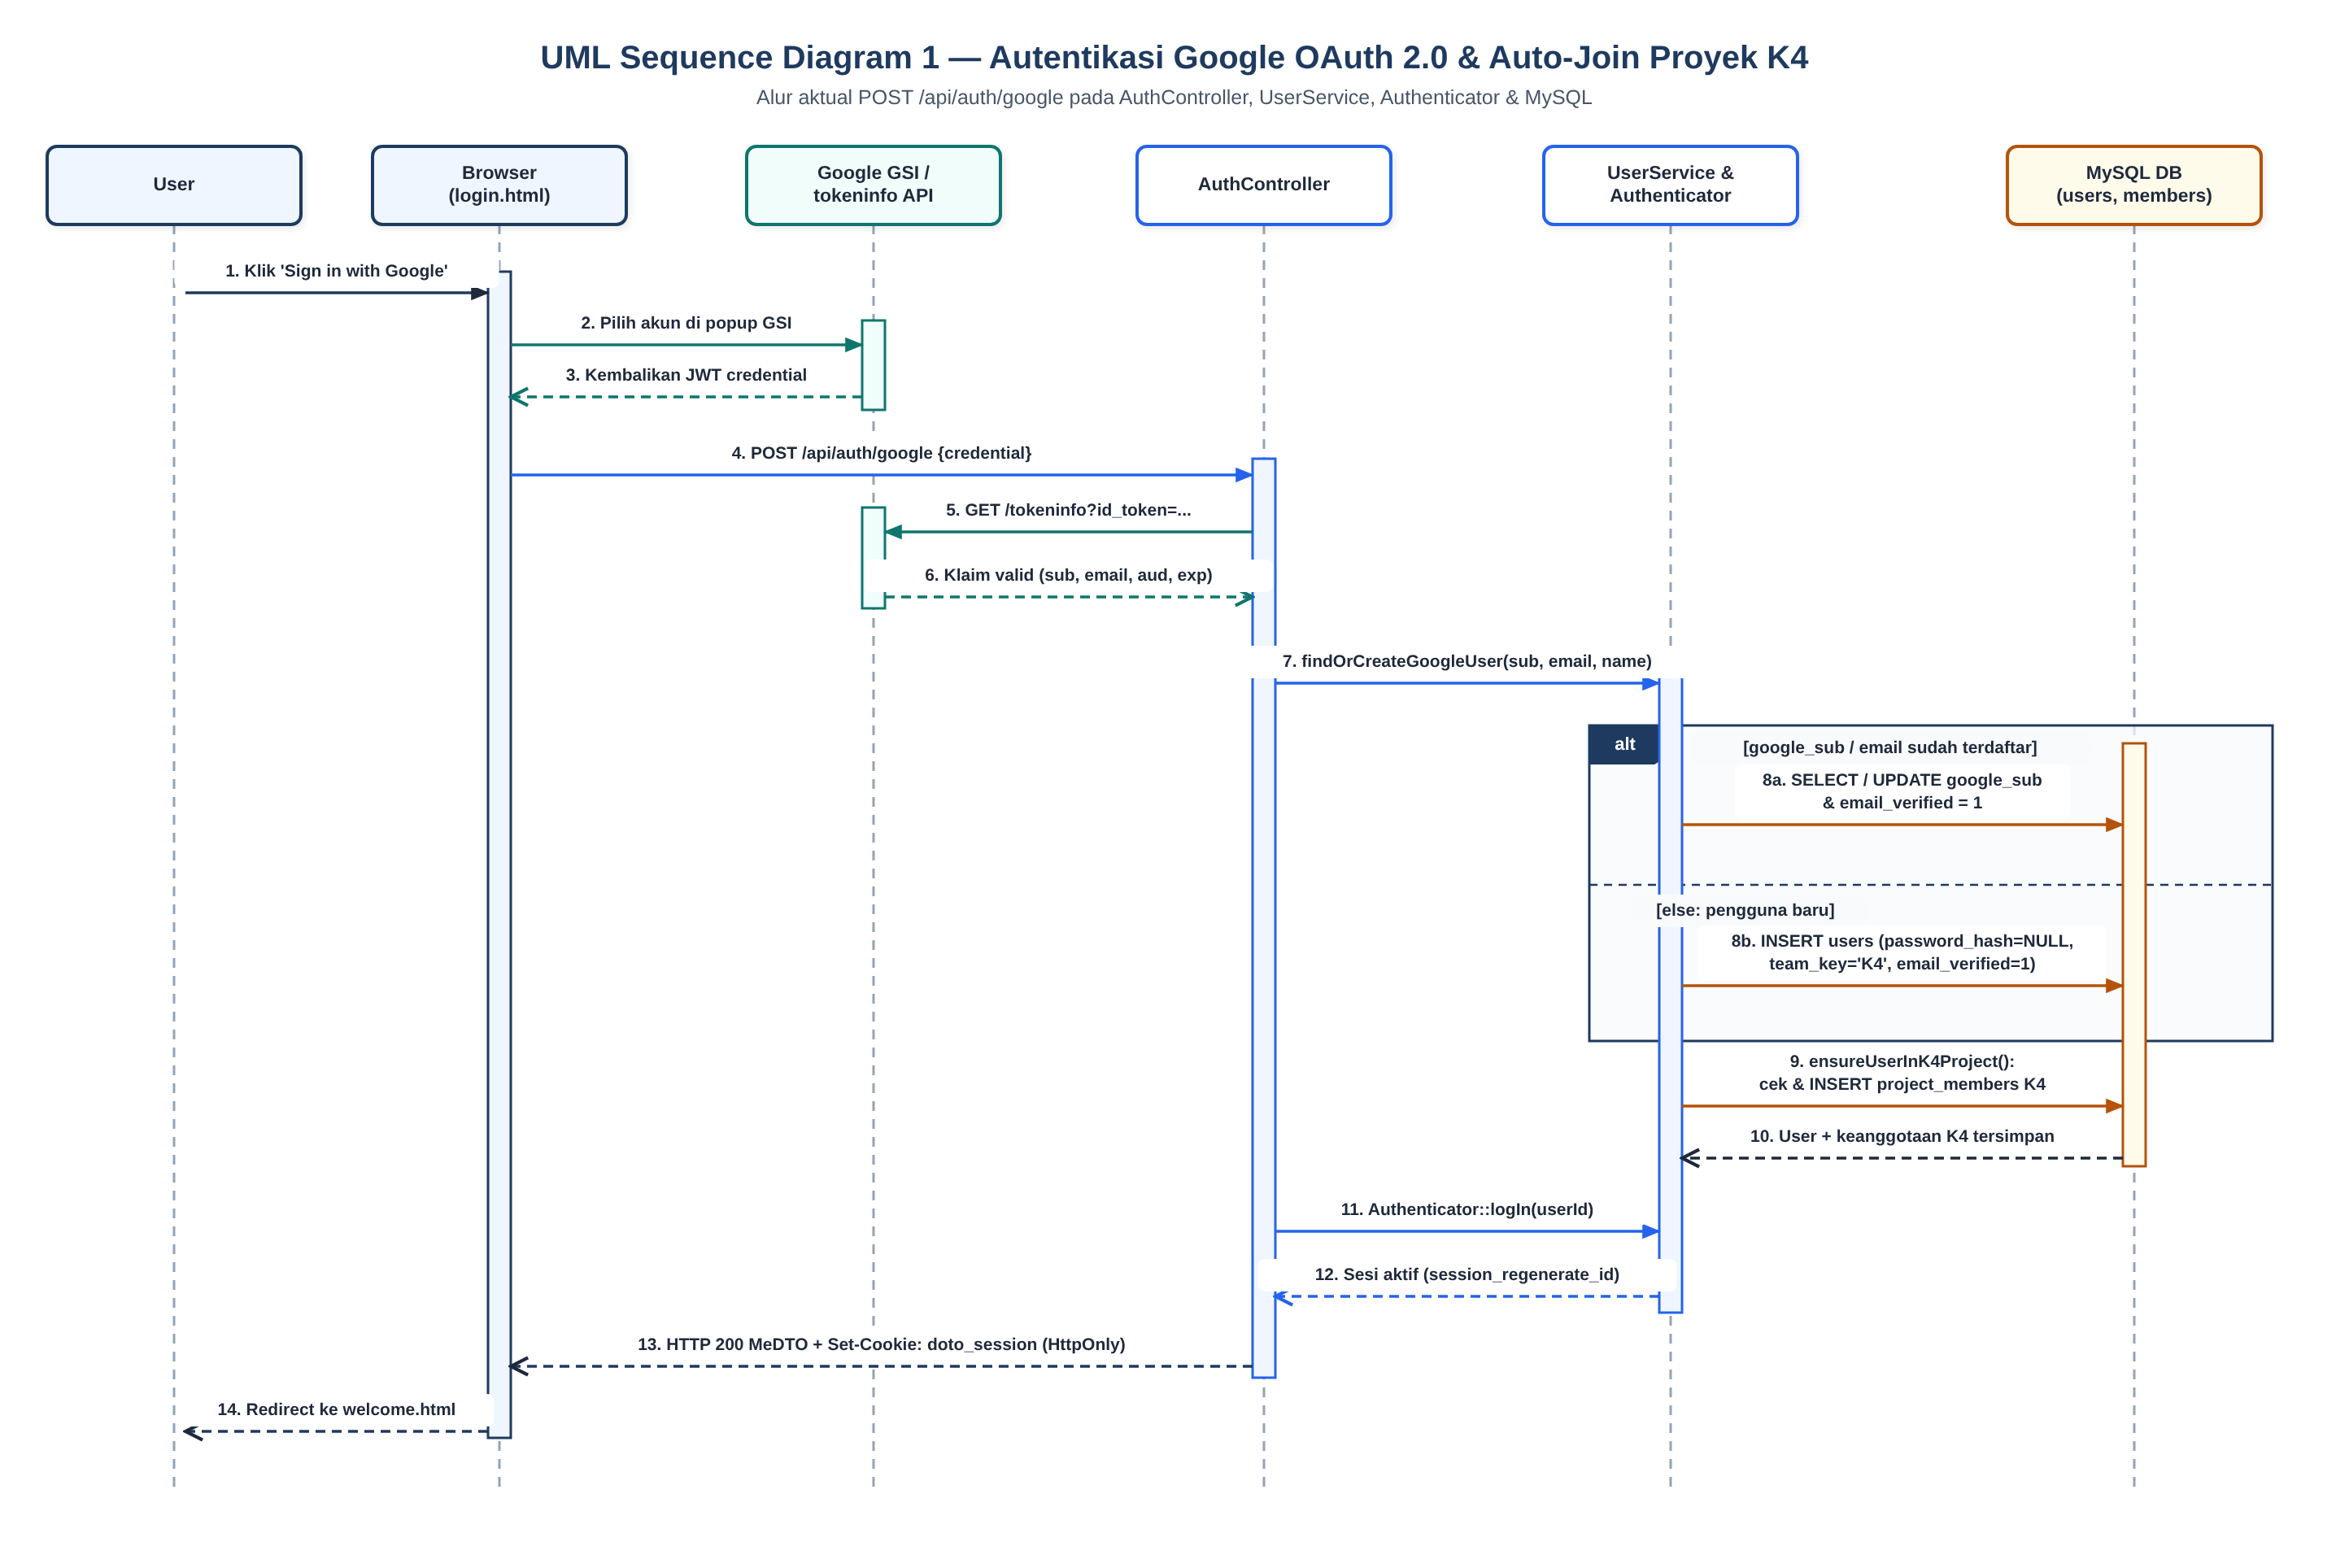 UML Sequence Diagram 1 — Autentikasi Google OAuth 2.0 & Auto-Join Proyek K4
Alur aktual POST /api/auth/google pada AuthController, UserService, Authenticator & MySQL
User
Browser
(login.html)
Google GSI /
tokeninfo API
AuthController
UserService &
Authenticator
MySQL DB
(users, members)
1. Klik 'Sign in with Google'
2. Pilih akun di popup GSI
3. Kembalikan JWT credential
4. POST /api/auth/google {credential}
5. GET /tokeninfo?id_token=...
6. Klaim valid (sub, email, aud, exp)
7. findOrCreateGoogleUser(sub, email, name)
alt
[google_sub / email sudah terdaftar]
8a. SELECT / UPDATE google_sub
& email_verified = 1
[else: pengguna baru]
8b. INSERT users (password_hash=NULL,
team_key='K4', email_verified=1)
9. ensureUserInK4Project():
cek & INSERT project_members K4
10. User + keanggotaan K4 tersimpan
11. Authenticator::logIn(userId)
12. Sesi aktif (session_regenerate_id)
13. HTTP 200 MeDTO + Set-Cookie: doto_session (HttpOnly)
14. Redirect ke welcome.html